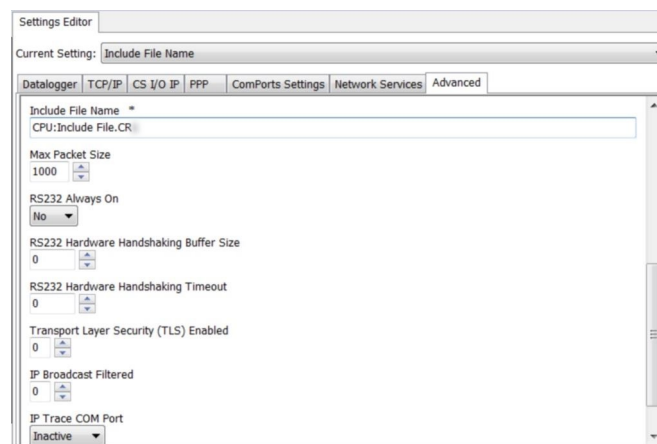 Settings Editor
Current Setting: Include File Name
Datalogger TCP/IP CS I/O IP PPP ComPorts Settings Network Services Advanced
Include File Name *
CPU:Include File.CR
Max Packet Size
1000
RS232 Always On
No
RS232 Hardware Handshaking Buffer Size
0
RS232 Hardware Handshaking Timeout
0
Transport Layer Security (TLS) Enabled
0
IP Broadcast Filtered
0
IP Trace COM Port
Inactive